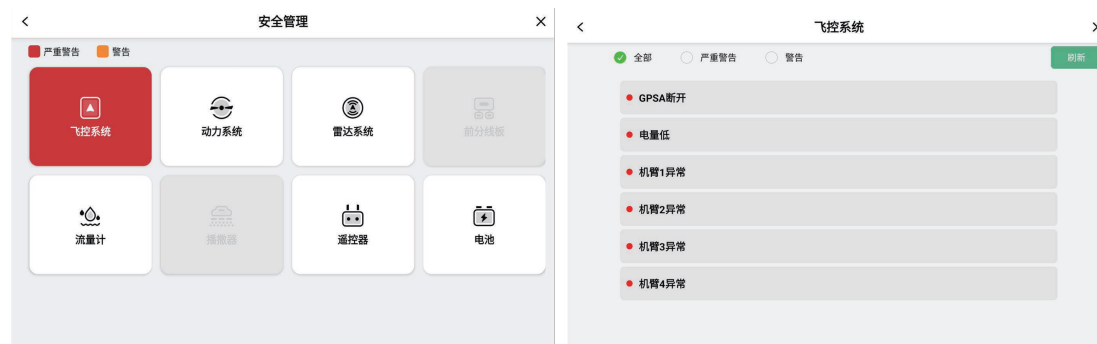 安全管理
严重警告 警告
飞控系统
动力系统
雷达系统
前分线板
流量计
播撒器
遥控器
电池
飞控系统
全部 严重警告 警告
刷新
GPSA断开
电量低
机臂1异常
机臂2异常
机臂3异常
机臂4异常